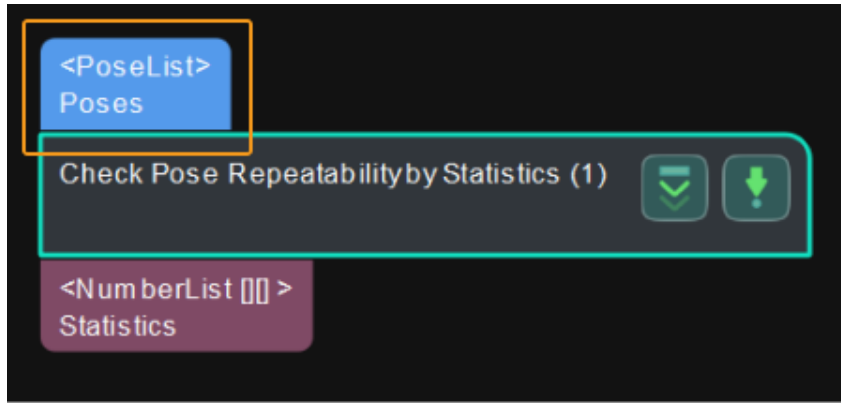 <PoseList>
Poses
Check Pose Repeatability by Statistics (1)
<NumberList [][] >
Statistics